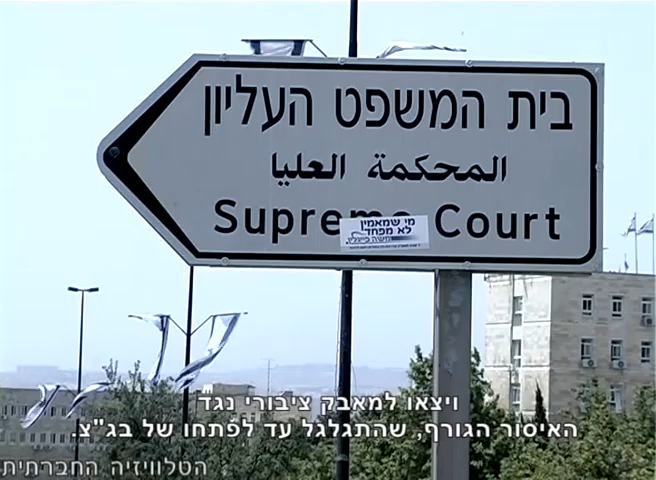 בית המשפט העליון
المحكمة العليا
Supreme Court
מי שמאמין
לא מפחד
ויצאו למאבק ציבורי נגד
האיסור הגורף, שהתגלגל עד לפתחו של בג"צ.
הטלוויזיה החברתית